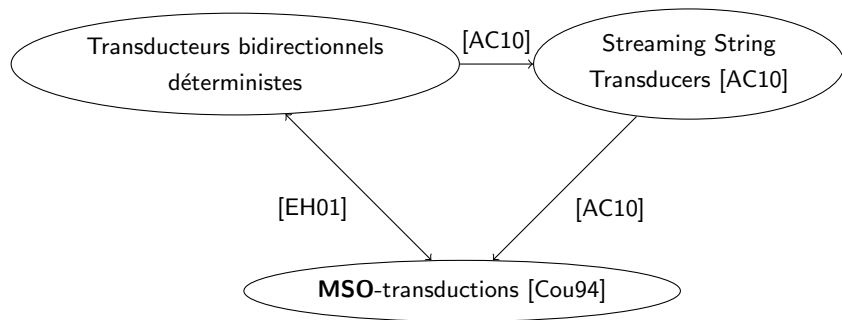 Transducteurs bidirectionnels
déterministes
[AC10]
Streaming String
Transducers [AC10]
[EH01]
[AC10]
MSO-transductions [Cou94]